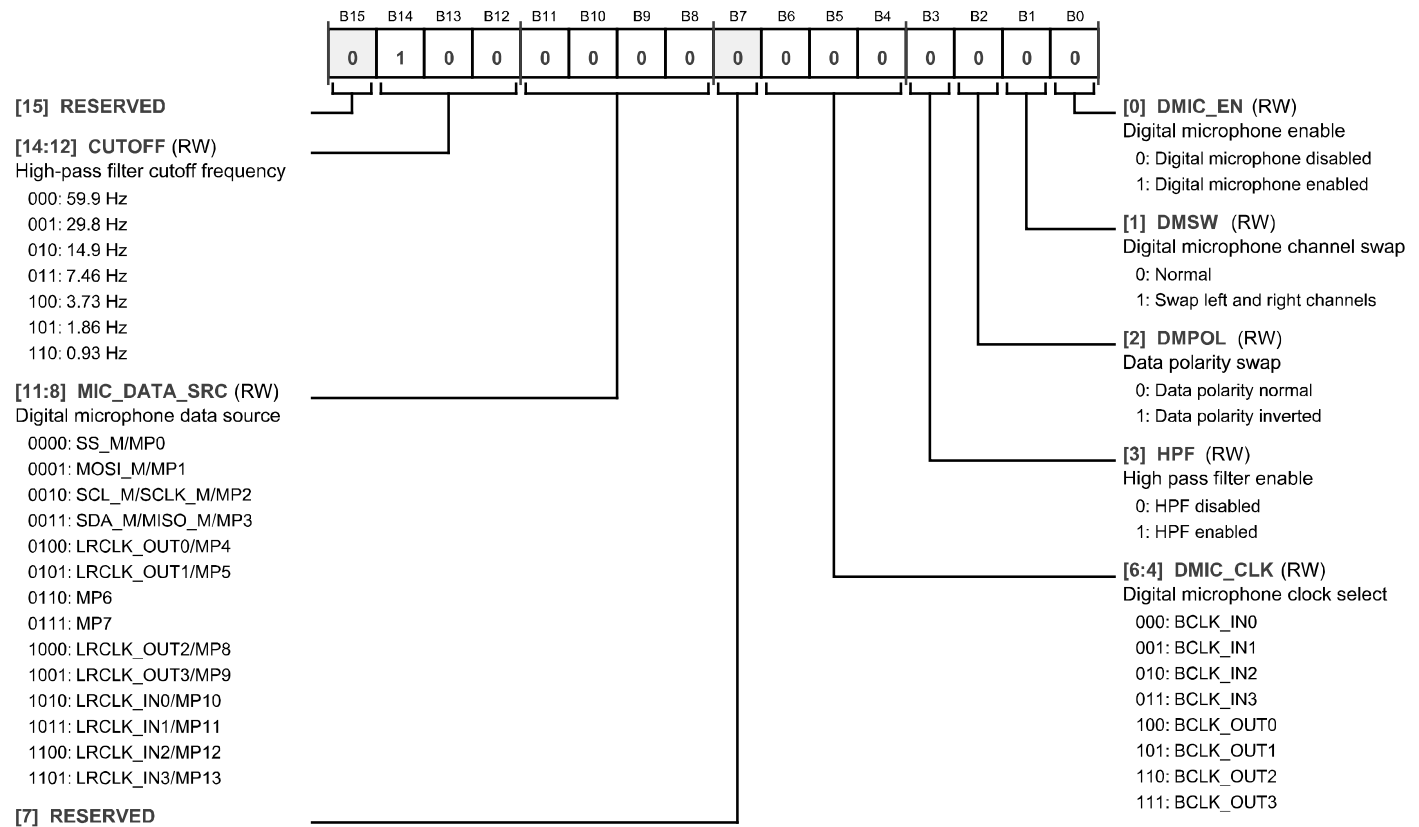 B15 B14 B13 B12 B11 B10 B9 B8 B7 B6 B5 B4 B3 B2 B1 B0
0 1 0 0 0 0 0 0 0 0 0 0 0 0 0 0
[15] RESERVED
[14:12] CUTOFF (RW)
High-pass filter cutoff frequency
000: 59.9 Hz
001: 29.8 Hz
010: 14.9 Hz
011: 7.46 Hz
100: 3.73 Hz
101: 1.86 Hz
110: 0.93 Hz
[11:8] MIC_DATA_SRC (RW)
Digital microphone data source
0000: SS_M/MP0
0001: MOSI_M/MP1
0010: SCL_M/SCLK_M/MP2
0011: SDA_M/MISO_M/MP3
0100: LRCLK_OUT0/MP4
0101: LRCLK_OUT1/MP5
0110: MP6
0111: MP7
1000: LRCLK_OUT2/MP8
1001: LRCLK_OUT3/MP9
1010: LRCLK_IN0/MP10
1011: LRCLK_IN1/MP11
1100: LRCLK_IN2/MP12
1101: LRCLK_IN3/MP13
[7] RESERVED
[0] DMIC_EN (RW)
Digital microphone enable
0: Digital microphone disabled
1: Digital microphone enabled
[1] DMSW (RW)
Digital microphone channel swap
0: Normal
1: Swap left and right channels
[2] DMPOL (RW)
Data polarity swap
0: Data polarity normal
1: Data polarity inverted
[3] HPF (RW)
High pass filter enable
0: HPF disabled
1: HPF enabled
[6:4] DMIC_CLK (RW)
Digital microphone clock select
000: BCLK_IN0
001: BCLK_IN1
010: BCLK_IN2
011: BCLK_IN3
100: BCLK_OUT0
101: BCLK_OUT1
110: BCLK_OUT2
111: BCLK_OUT3